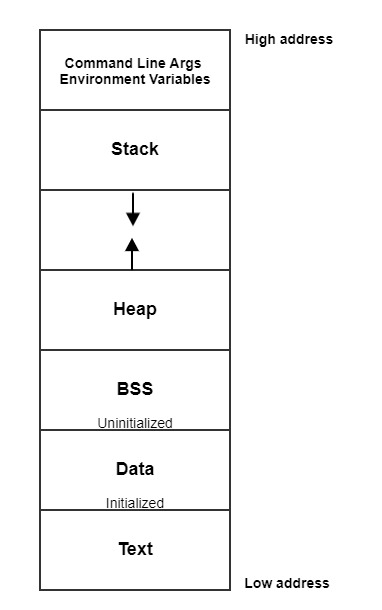 High address
Command Line Args
Environment Variables
Stack
Heap
BSS
Uninitialized
Data
Initialized
Text
Low address